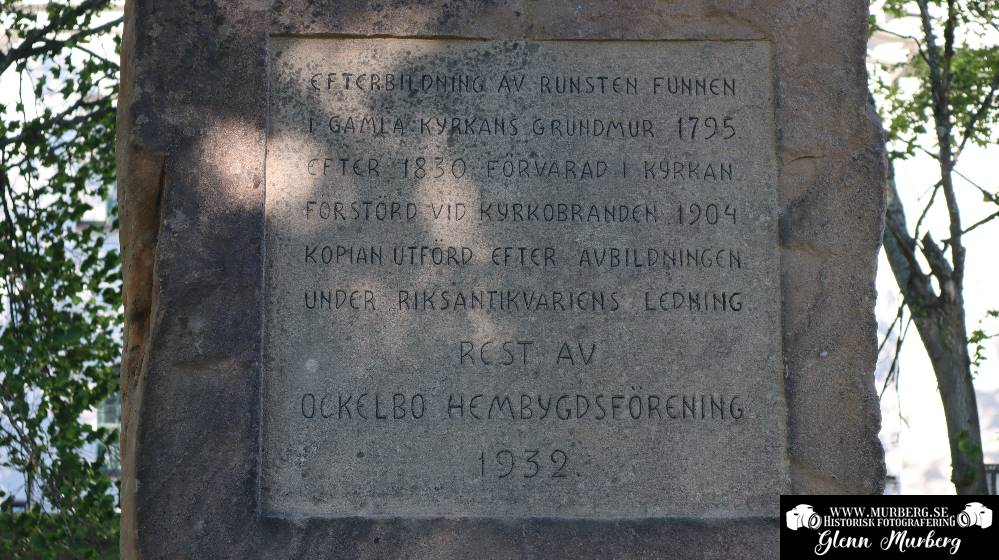 EFTERBILDNING AV RUNSTEN FUNNEN
I GAMLA KYRKANS GRUNDMUR 1795
EFTER 1830 FÖRVARAD I KYRKAN
FÖRSTÖRD VID KYRKOBRANDEN 1904
KOPIAN UTFÖRD EFTER AVBILDNINGEN
UNDER RIKSANTIKVARIENS LEDNING
REST AV
OCKELBO HEMBYGDSFÖRENING
1932.
WWW.MURBERG.SE
HISTORISK FOTOGRAFERING
Glenn Murberg